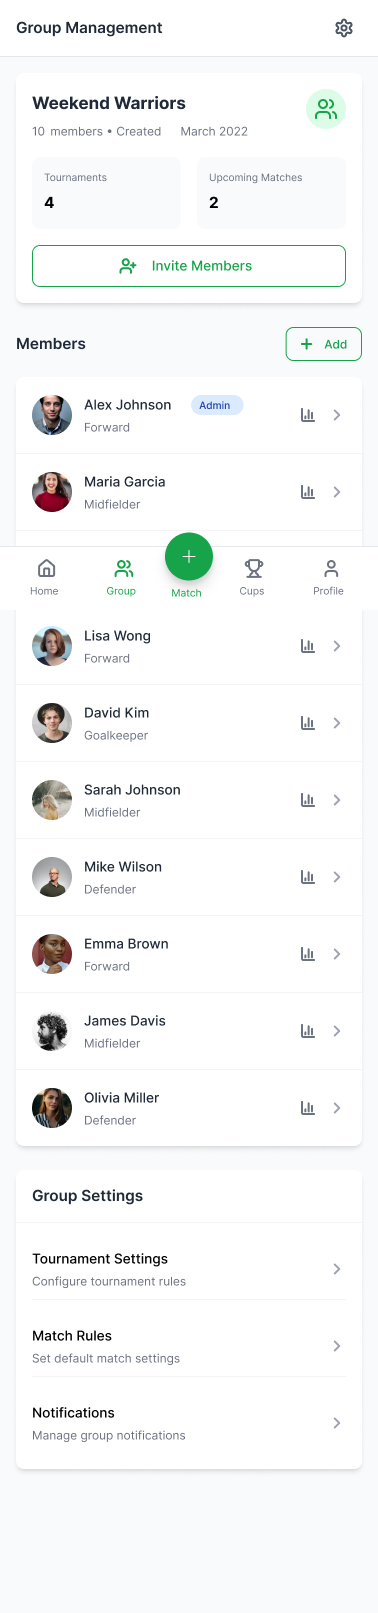 Group Management
Weekend Warriors
10 members • Created March 2022
Tournaments
4
Upcoming Matches
2
Invite Members
Members
Add
Alex Johnson
Admin
Forward
Maria Garcia
Midfielder
Home
Group
Match
Cups
Profile
Lisa Wong
Forward
David Kim
Goalkeeper
Sarah Johnson
Midfielder
Mike Wilson
Defender
Emma Brown
Forward
James Davis
Midfielder
Olivia Miller
Defender
Group Settings
Tournament Settings
Configure tournament rules
Match Rules
Set default match settings
Notifications
Manage group notifications